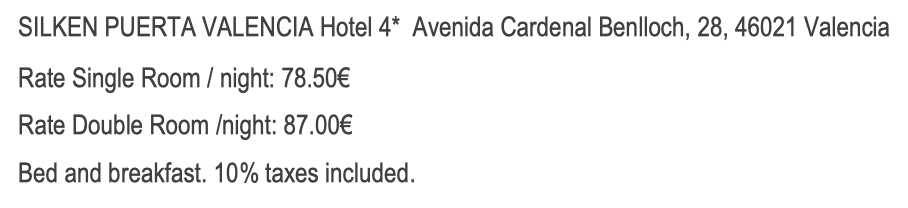 SILKEN PUERTA VALENCIA Hotel 4*  Avenida Cardenal Benlloch, 28, 46021 Valencia
Rate Single Room / night: 78.50€
Rate Double Room /night: 87.00€
Bed and breakfast. 10% taxes included.